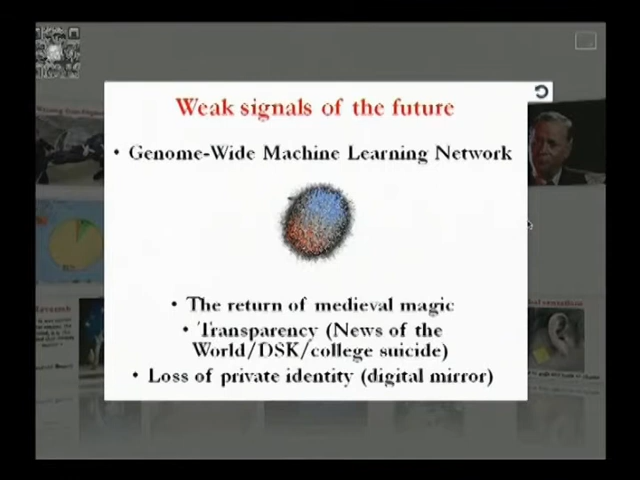 Weak signals of the future
• Genome-Wide Machine Learning Network
• The return of medieval magic
• Transparency (News of the
World/DSK/college suicide)
• Loss of private identity (digital mirror)